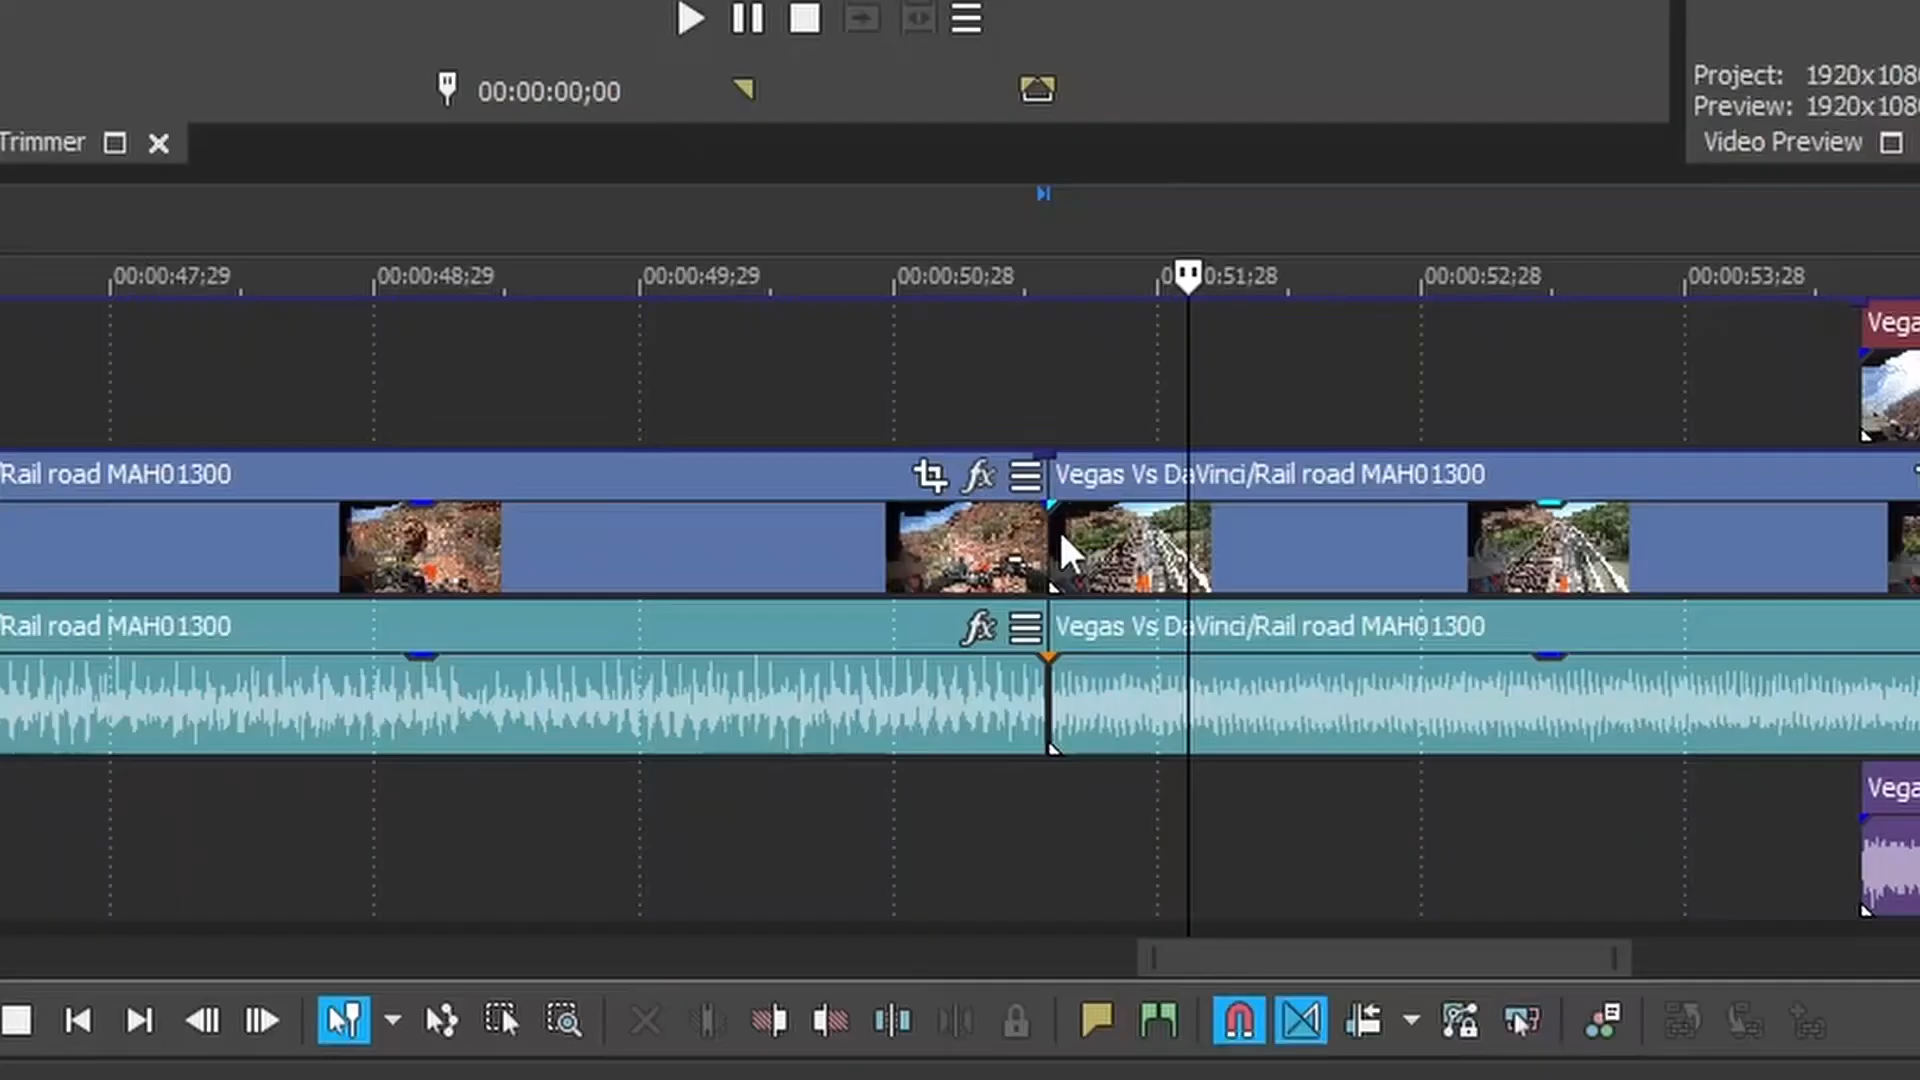 00:00:00;00
Project: 1920x108
Preview: 1920x108
Trimmer
Video Preview
00:00:47;29 00:00:48;29 00:00:49;29 00:00:50;28 0:51;28 00:00:52;28 00:00:53;28
Vega
Rail road MAH01300 fx Vegas Vs DaVinci/Rail road MAH01300
Rail road MAH01300 fx Vegas Vs DaVinci/Rail road MAH01300
Vega